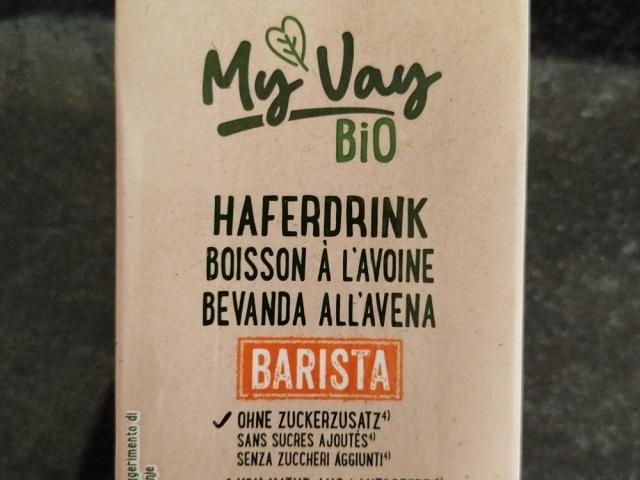 My Vay
BiO
HAFERDRINK
BOISSON À L'AVOINE
BEVANDA ALL'AVENA
BARISTA
✓ OHNE ZUCKERZUSATZ⁴⁾
SANS SUCRES AJOUTÉS⁴⁾
SENZA ZUCCHERI AGGIUNTI⁴⁾